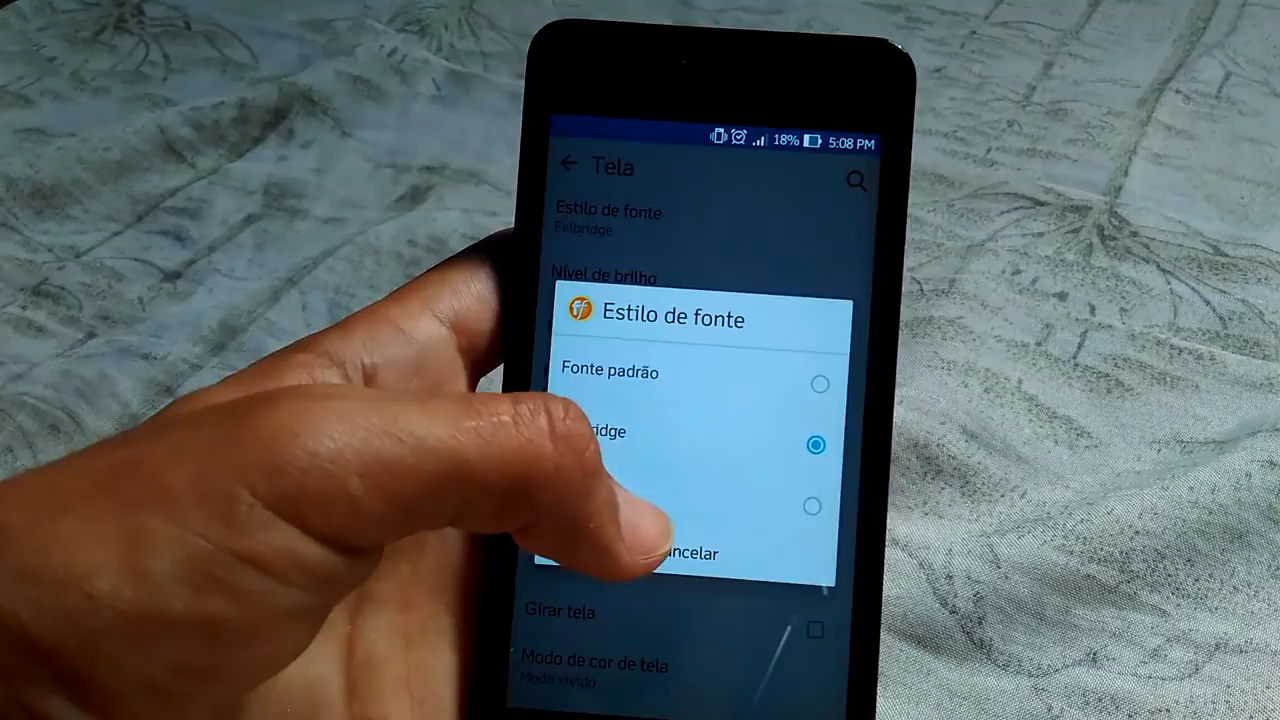 18% 5:08 PM
Tela
Estilo de fonte
Felbridge
Nível de brilho
Estilo de fonte
Fonte padrão
ridge
ncelar
Girar tela
Modo de cor de tela
Modo vívido